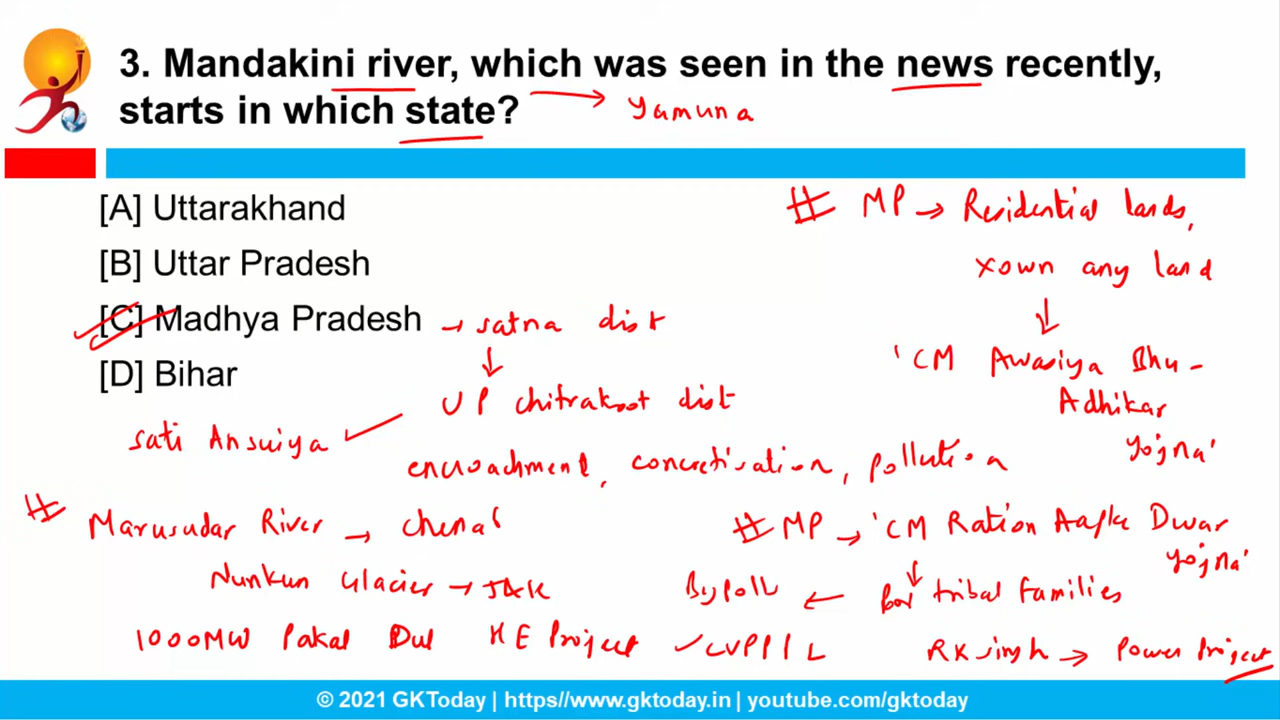 3. Mandakini river, which was seen in the news recently,
starts in which state?
→ Yamuna
[A] Uttarakhand
[B] Uttar Pradesh
[C] Madhya Pradesh → satna dist
[D] Bihar
UP chitrakoot dist
Sati Ansuiya
encroachment, concretisation, pollution
# MP → Residential lands,
xown any land
'CM Awasiya Bhu-
Adhikar
Yojna'
# Marusudar River → Chenab
Nunkun Glacier → J&K
1000MW Pakal Dul HE Project ✓CVPPPL
# MP → 'CM Ration Aapke Dwar
Yojna'
Bypoll ← for tribal families
RK Singh → Power Project
© 2021 GKToday | https//www.gktoday.in | youtube.com/gktoday